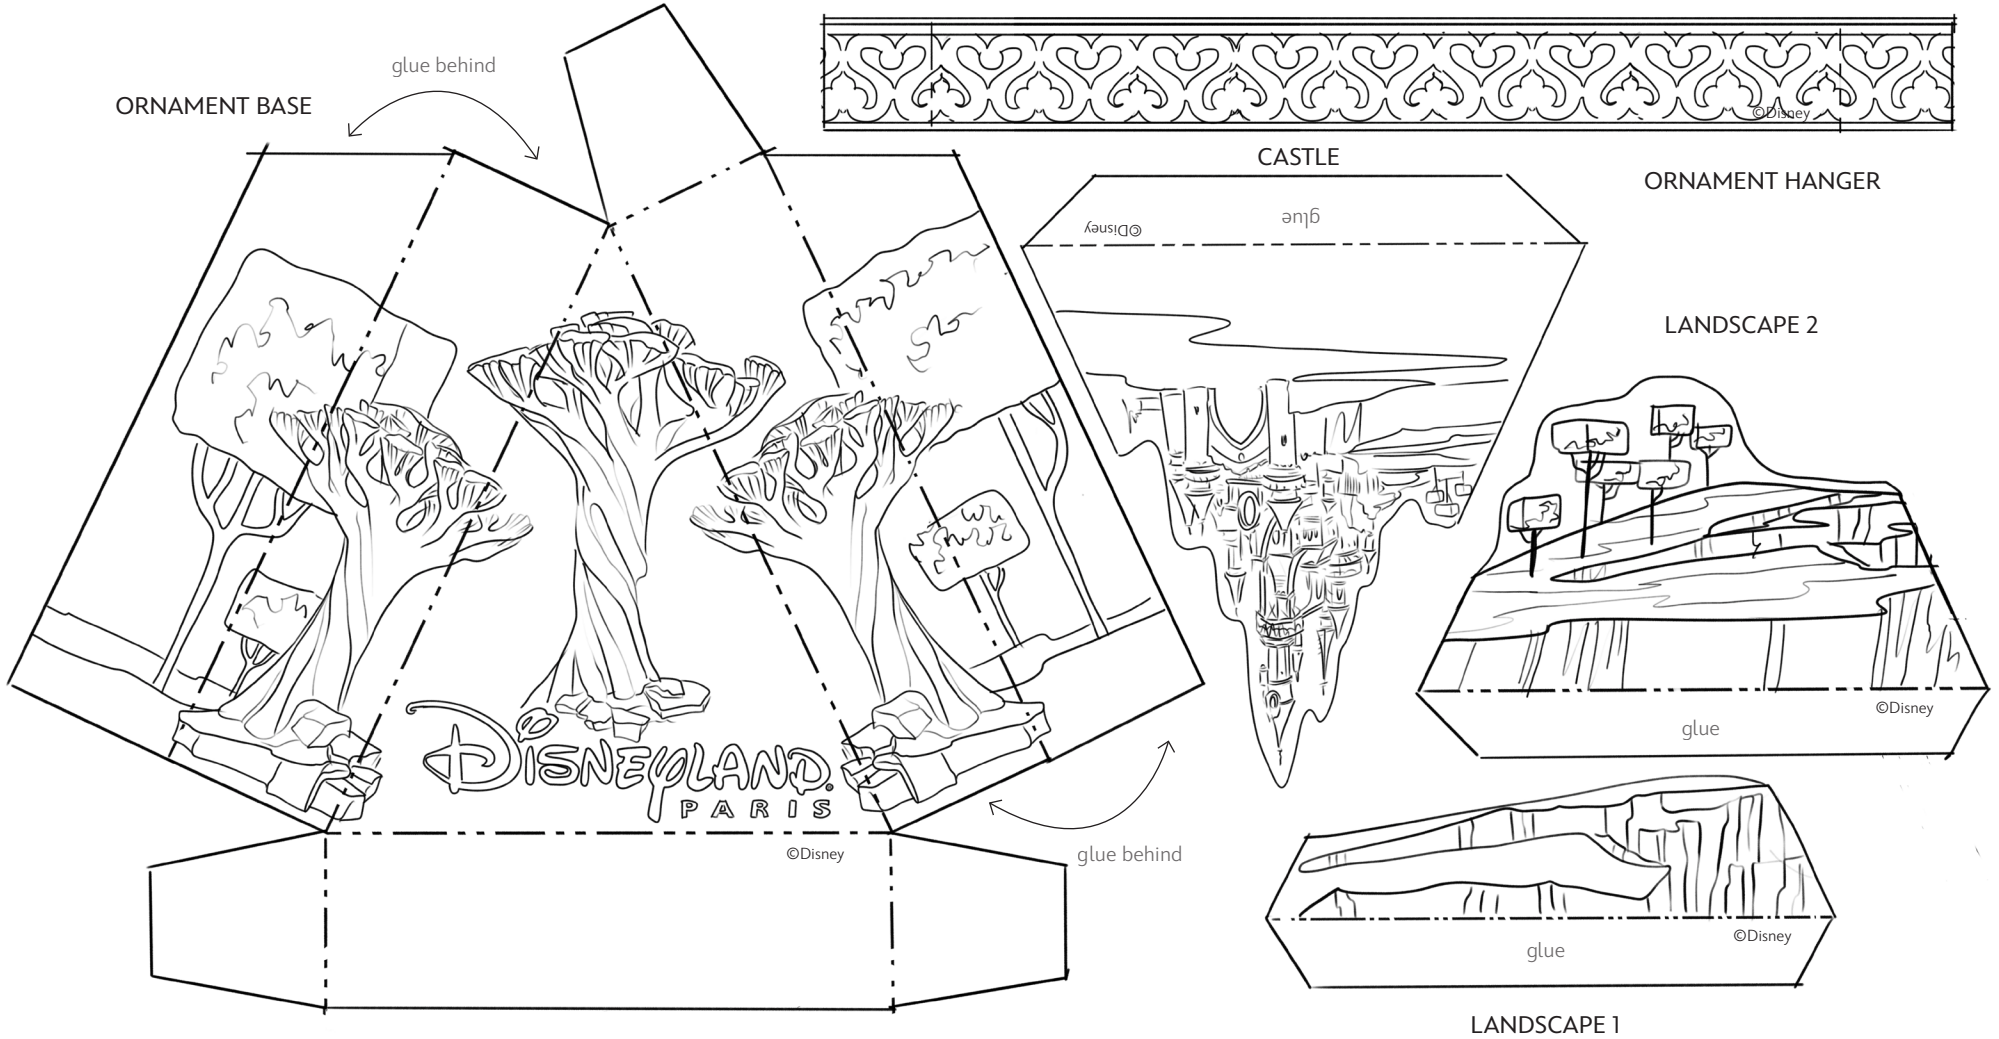 glue behind
ORNAMENT BASE
©Disney
CASTLE
ORNAMENT HANGER
glue
©Disney
LANDSCAPE 2
©Disney
glue
DISNEYLAND
PARIS
©Disney
glue behind
©Disney
glue
LANDSCAPE 1